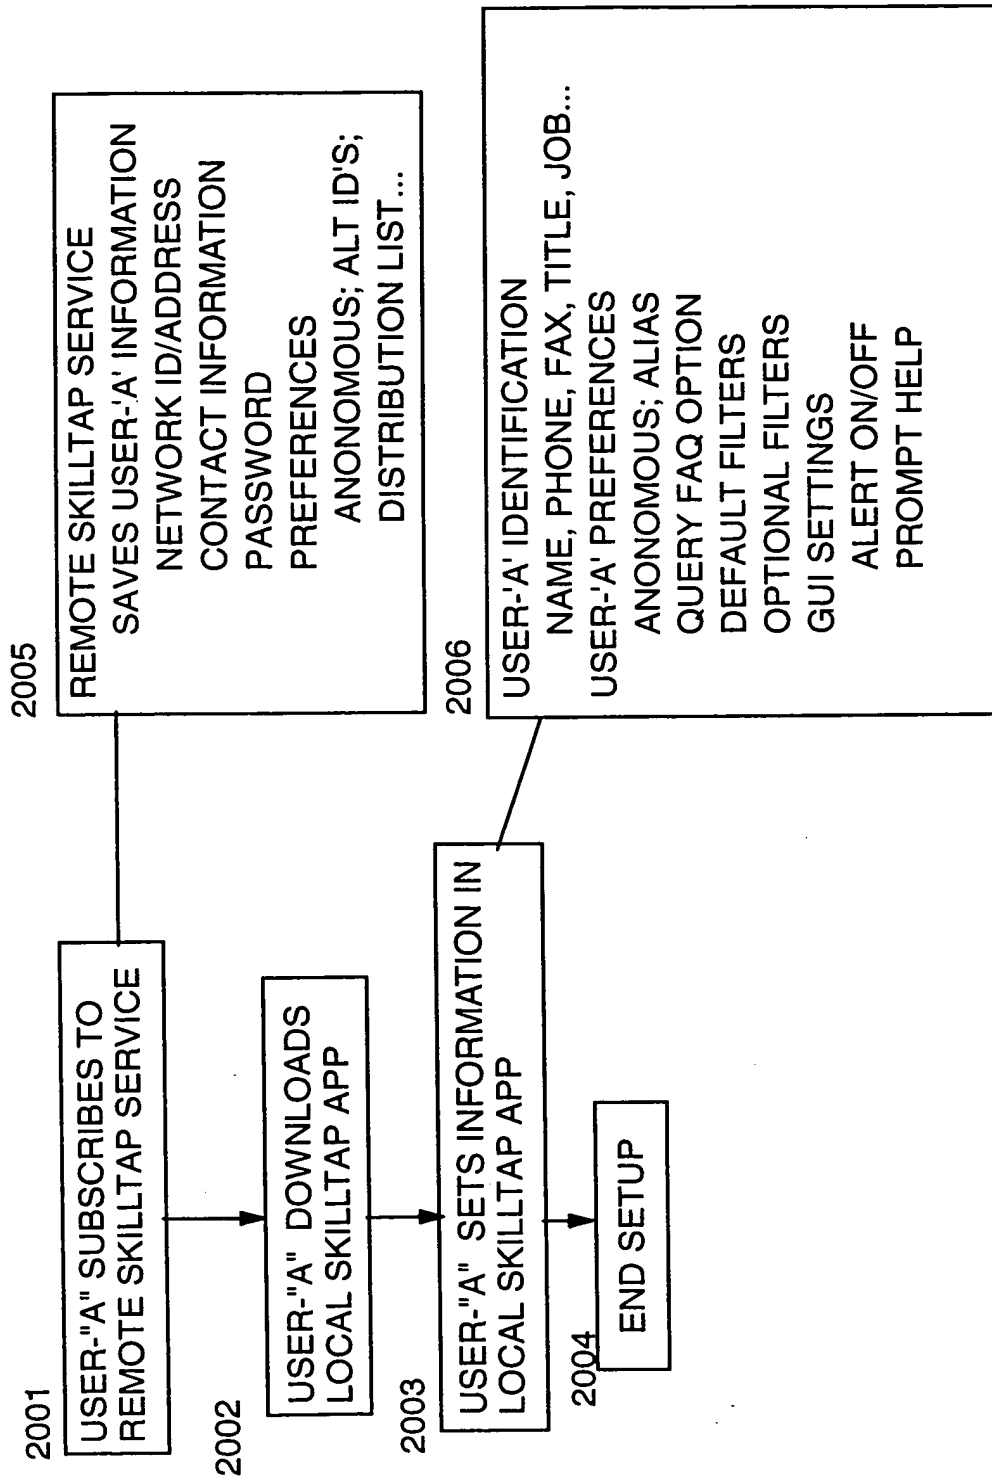 2001
USER-"A" SUBSCRIBES TO
REMOTE SKILLTAP SERVICE
2002
USER-"A" DOWNLOADS
LOCAL SKILLTAP APP
2003
USER-"A" SETS INFORMATION IN
LOCAL SKILLTAP APP
2004
END SETUP
2005
REMOTE SKILLTAP SERVICE
SAVES USER-'A' INFORMATION
NETWORK ID/ADDRESS
CONTACT INFORMATION
PASSWORD
PREFERENCES
ANONOMOUS; ALT ID'S;
DISTRIBUTION LIST...
2006
USER-'A' IDENTIFICATION
NAME, PHONE, FAX, TITLE, JOB...
USER-'A' PREFERENCES
ANONOMOUS; ALIAS
QUERY FAQ OPTION
DEFAULT FILTERS
OPTIONAL FILTERS
GUI SETTINGS
ALERT ON/OFF
PROMPT HELP